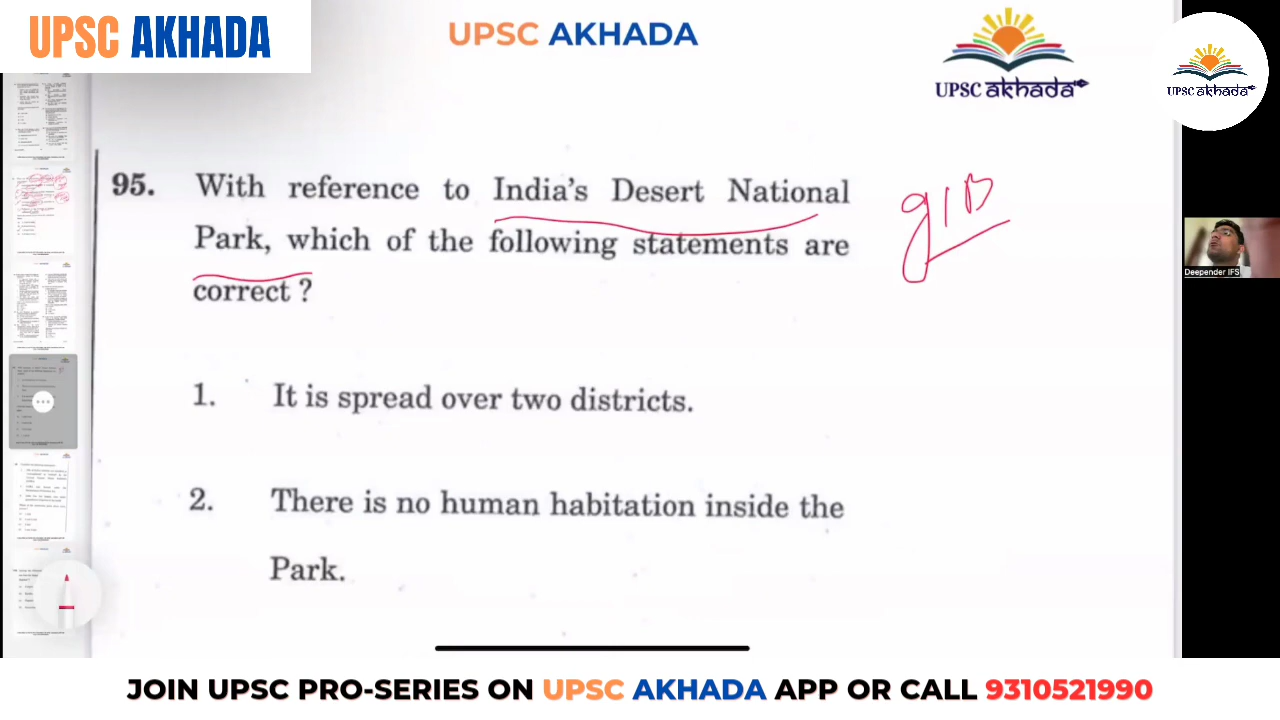 UPSC AKHADA
UPSC AKHADA
UPSC akhada
UPSC akhada
95. With reference to India's Desert National
Park, which of the following statements are
correct ?
GIB
1. It is spread over two districts.
2. There is no human habitation inside the
Park.
Deepender IFS
JOIN UPSC PRO-SERIES ON UPSC AKHADA APP OR CALL 9310521990